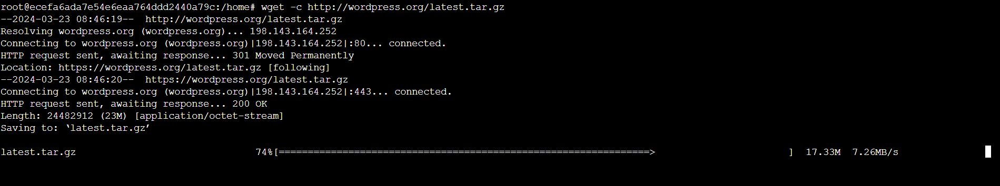 root@ecefa6ada7e54e6eaa764ddd2440a79c:/home# wget -c http://wordpress.org/latest.tar.gz
--2024-03-23 08:46:19--  http://wordpress.org/latest.tar.gz
Resolving wordpress.org (wordpress.org)... 198.143.164.252
Connecting to wordpress.org (wordpress.org)|198.143.164.252|:80... connected.
HTTP request sent, awaiting response... 301 Moved Permanently
Location: https://wordpress.org/latest.tar.gz [following]
--2024-03-23 08:46:20--  https://wordpress.org/latest.tar.gz
Connecting to wordpress.org (wordpress.org)|198.143.164.252|:443... connected.
HTTP request sent, awaiting response... 200 OK
Length: 24482912 (23M) [application/octet-stream]
Saving to: ‘latest.tar.gz’
latest.tar.gz 74%[================================================================> ] 17.33M 7.26MB/s